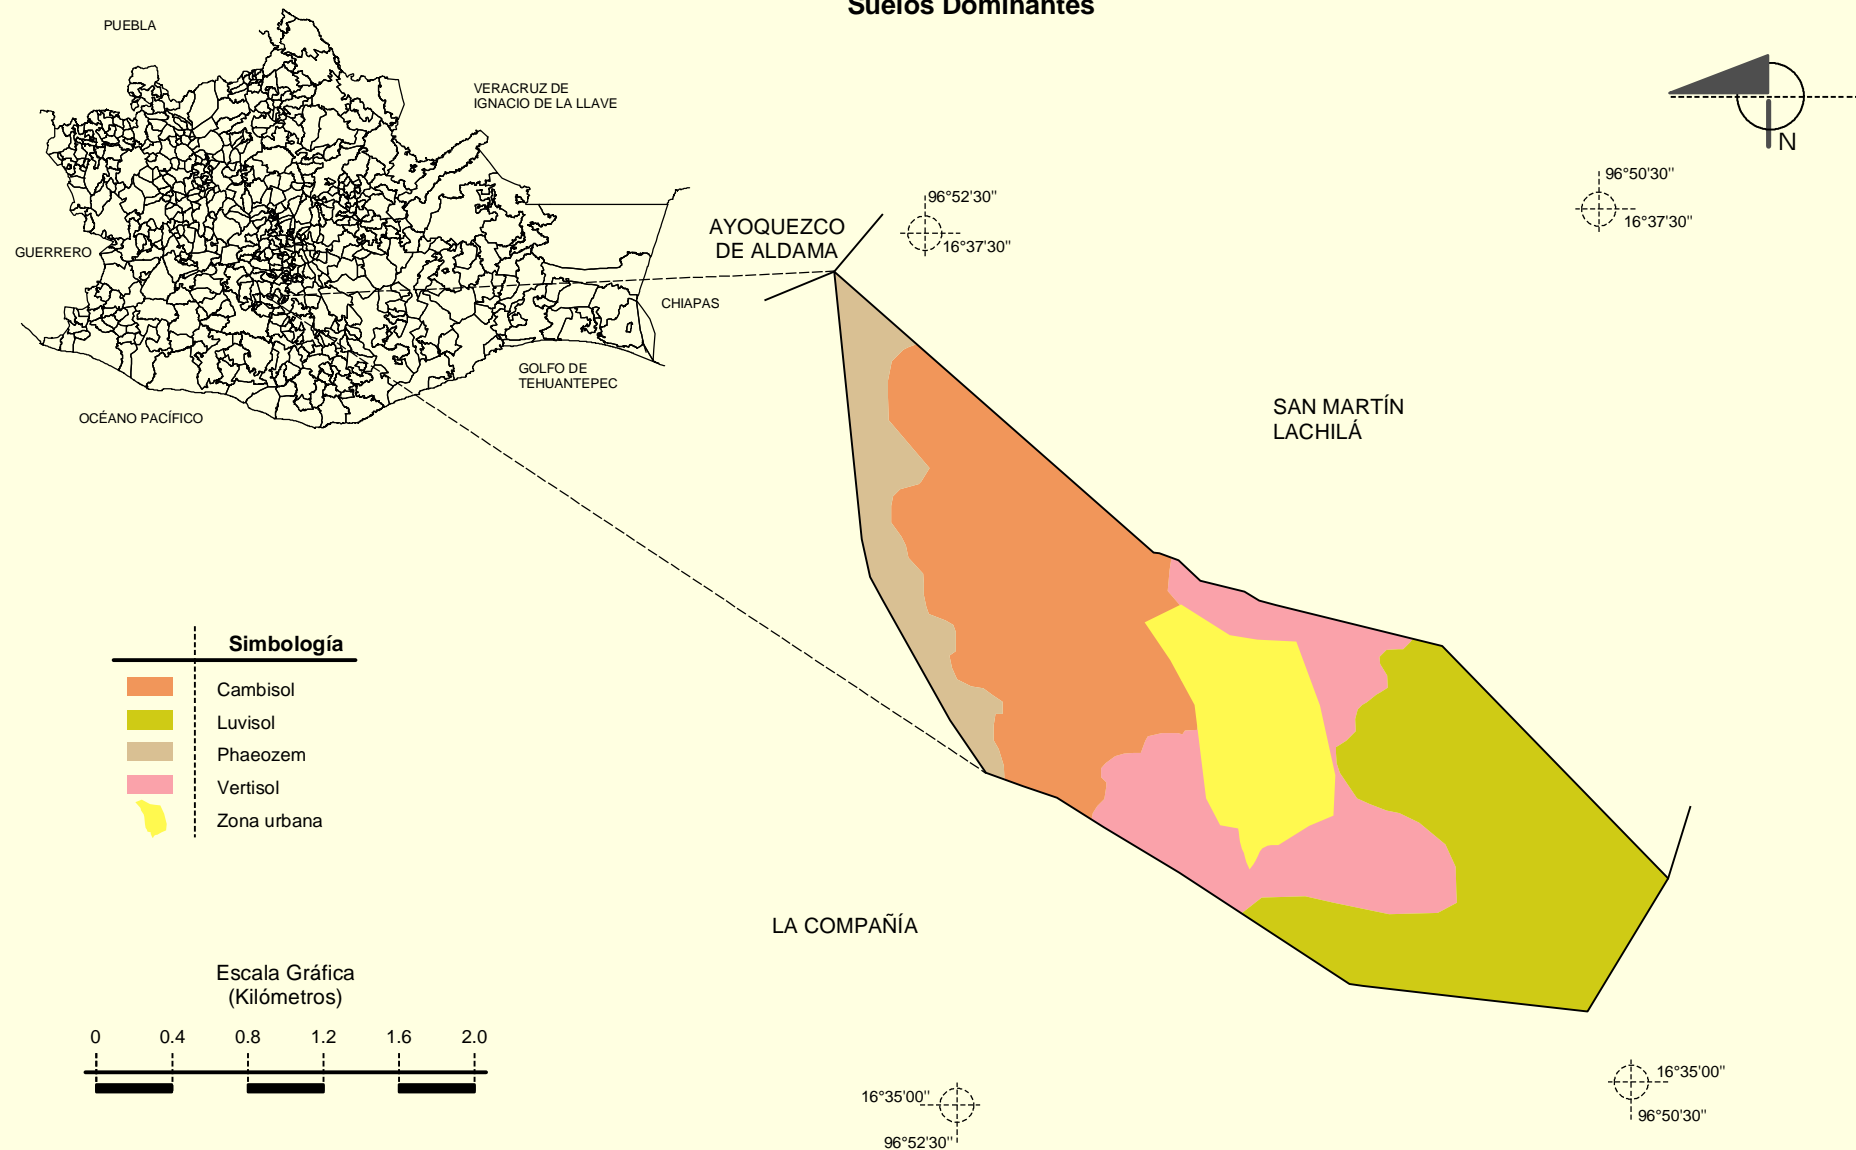 Suelos Dominantes
PUEBLA
VERACRUZ DE
IGNACIO DE LA LLAVE
GUERRERO
CHIAPAS
GOLFO DE
TEHUANTEPEC
OCÉANO PACÍFICO
N
96°52'30"
16°37'30"
96°50'30"
16°37'30"
AYOQUEZCO
DE ALDAMA
SAN MARTÍN
LACHILÁ
LA COMPAÑÍA
Simbología
Cambisol
Luvisol
Phaeozem
Vertisol
Zona urbana
Escala Gráfica
(Kilómetros)
0 0.4 0.8 1.2 1.6 2.0
16°35'00"
96°52'30"
16°35'00"
96°50'30"